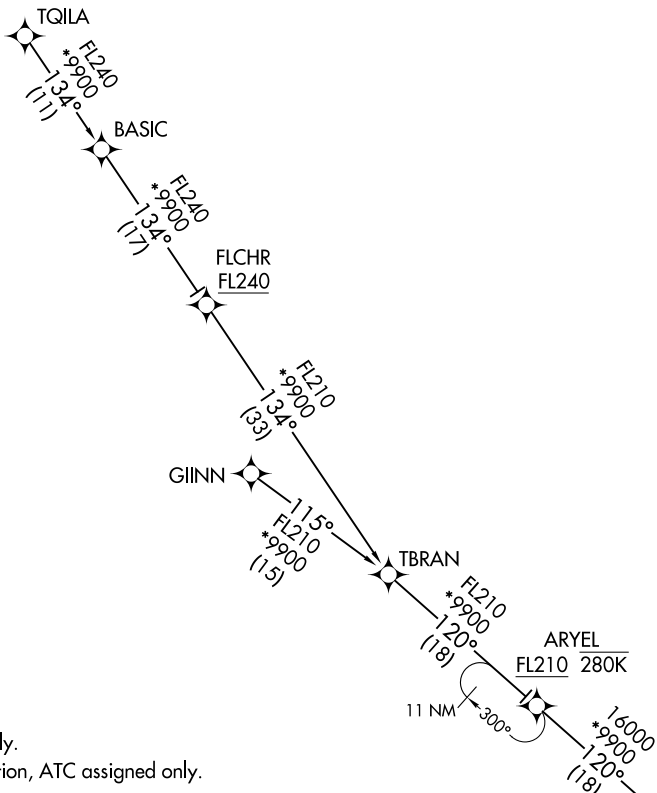 TQILA
FL240
*9900
134°
(11)
BASIC
FL240
*9900
134°
(17)
FLCHR
FL240
FL210
*9900
134°
(33)
GIINN
115°
FL210
*9900
(15)
TBRAN
FL210
*9900
120°
(18)
ARYEL
FL210 280K
11 NM
300°
16000
*9900
120°
(18)
ly.
tion, ATC assigned only.